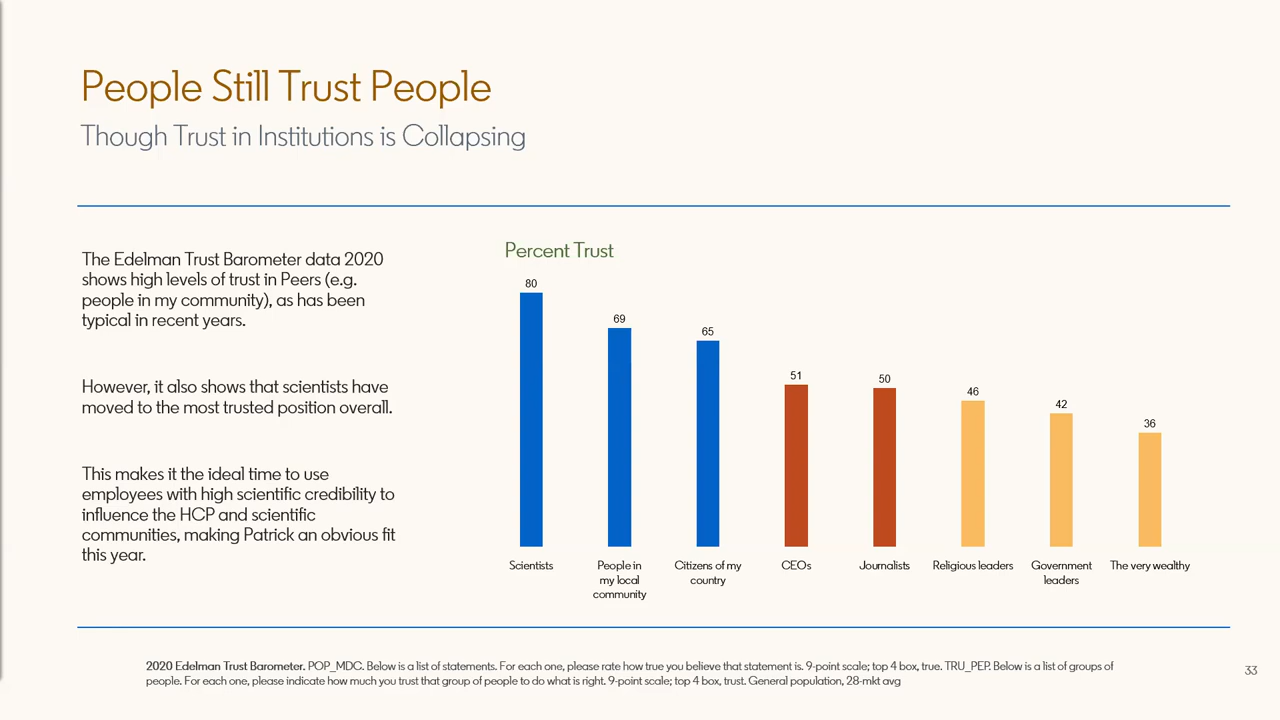 People Still Trust People
Though Trust in Institutions is Collapsing
The Edelman Trust Barometer data 2020
shows high levels of trust in Peers (e.g.
people in my community), as has been
typical in recent years.
However, it also shows that scientists have
moved to the most trusted position overall.
This makes it the ideal time to use
employees with high scientific credibility to
influence the HCP and scientific
communities, making Patrick an obvious fit
this year.
Percent Trust
80
69
65
51
50
46
42
36
Scientists
People in
my local
community
Citizens of my
country
CEOs
Journalists
Religious leaders
Government
leaders
The very wealthy
2020 Edelman Trust Barometer. POP_MDC. Below is a list of statements. For each one, please rate how true you believe that statement is. 9-point scale; top 4 box, true. TRU_PEP. Below is a list of groups of
people. For each one, please indicate how much you trust that group of people to do what is right. 9-point scale; top 4 box, trust. General population, 28-mkt avg
33